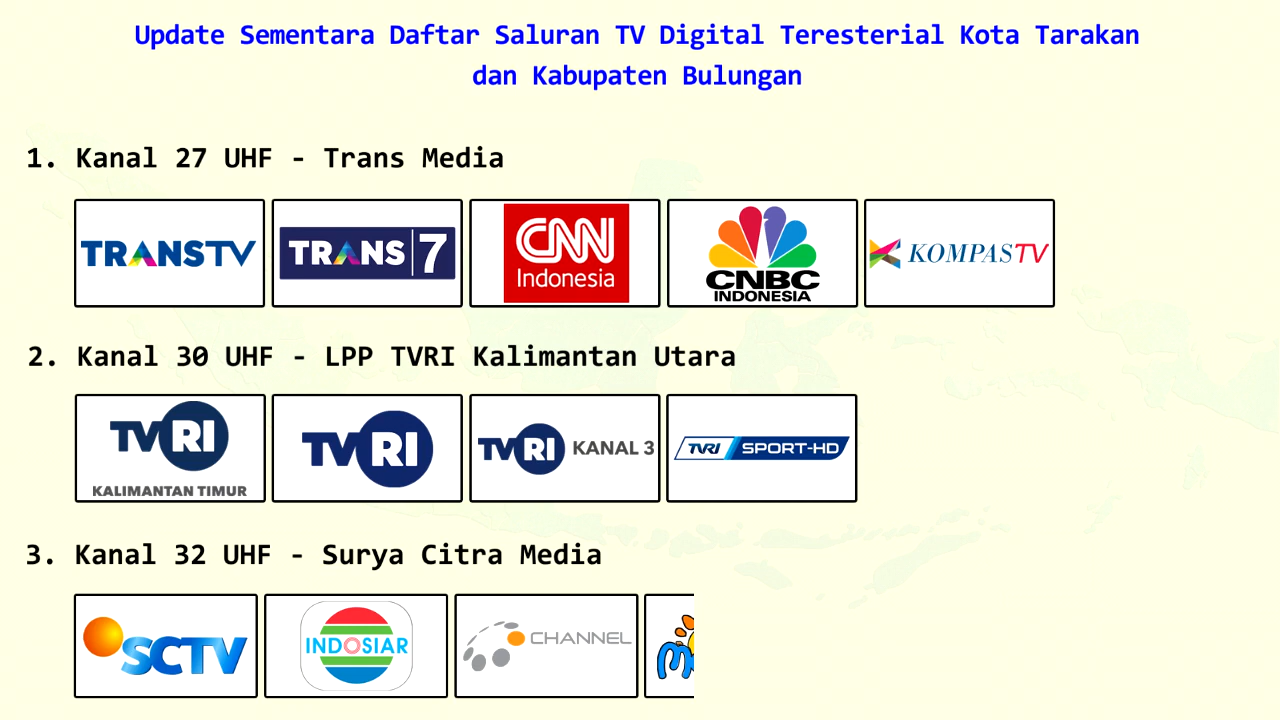 Update Sementara Daftar Saluran TV Digital Teresterial Kota Tarakan
dan Kabupaten Bulungan
1. Kanal 27 UHF - Trans Media
TRANSTV
TRANS 7
CNN
Indonesia
CNBC
INDONESIA
KOMPASTV
2. Kanal 30 UHF - LPP TVRI Kalimantan Utara
TVRI
KALIMANTAN TIMUR
TVRI
TVRI KANAL 3
TVRI SPORT-HD
3. Kanal 32 UHF - Surya Citra Media
SCTV
INDOSIAR
CHANNEL